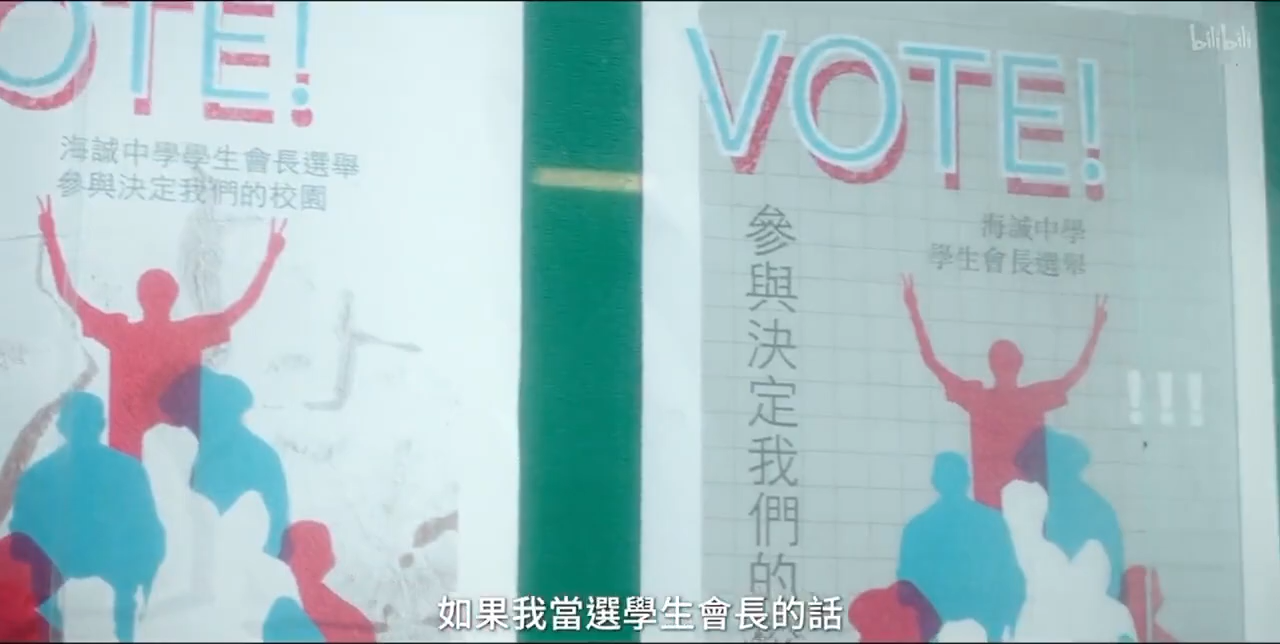 OTE!
海誠中學學生會長選舉
參與決定我們的校園
VOTE!
海誠中學
學生會長選舉
參與決定我們的
!!!
如果我當選學生會長的話
bilibili